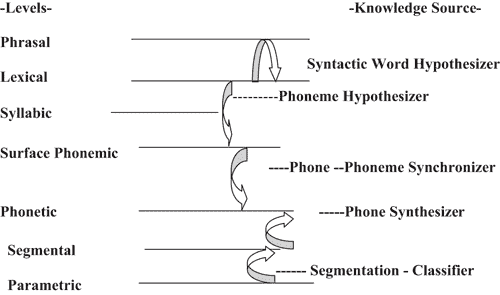 -Levels- -Knowledge Source-
Phrasal
Syntactic Word Hypothesizer
Lexical
Phoneme Hypothesizer
Syllabic
Surface Phonemic
Phone --Phoneme Synchronizer
Phonetic
Phone Synthesizer
Segmental
Segmentation - Classifier
Parametric